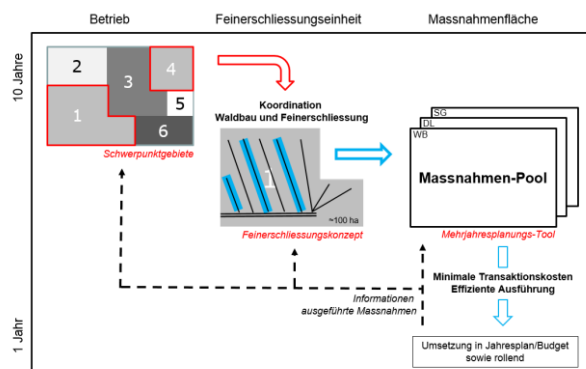 Betrieb
Feinerschliessungseinheit
Massnahmenfläche
10 Jahre
1 Jahr
2
3
4
1
5
6
Schwerpunktgebiete
Koordination
Waldbau und Feinerschliessung
1
≈100 ha
Feinerschliessungskonzept
SG
DL
WB
Massnahmen-Pool
Mehrjahresplanungs-Tool
Minimale Transaktionskosten
Effiziente Ausführung
Informationen
ausgeführte Massnahmen
Umsetzung in Jahresplan/Budget
sowie rollend